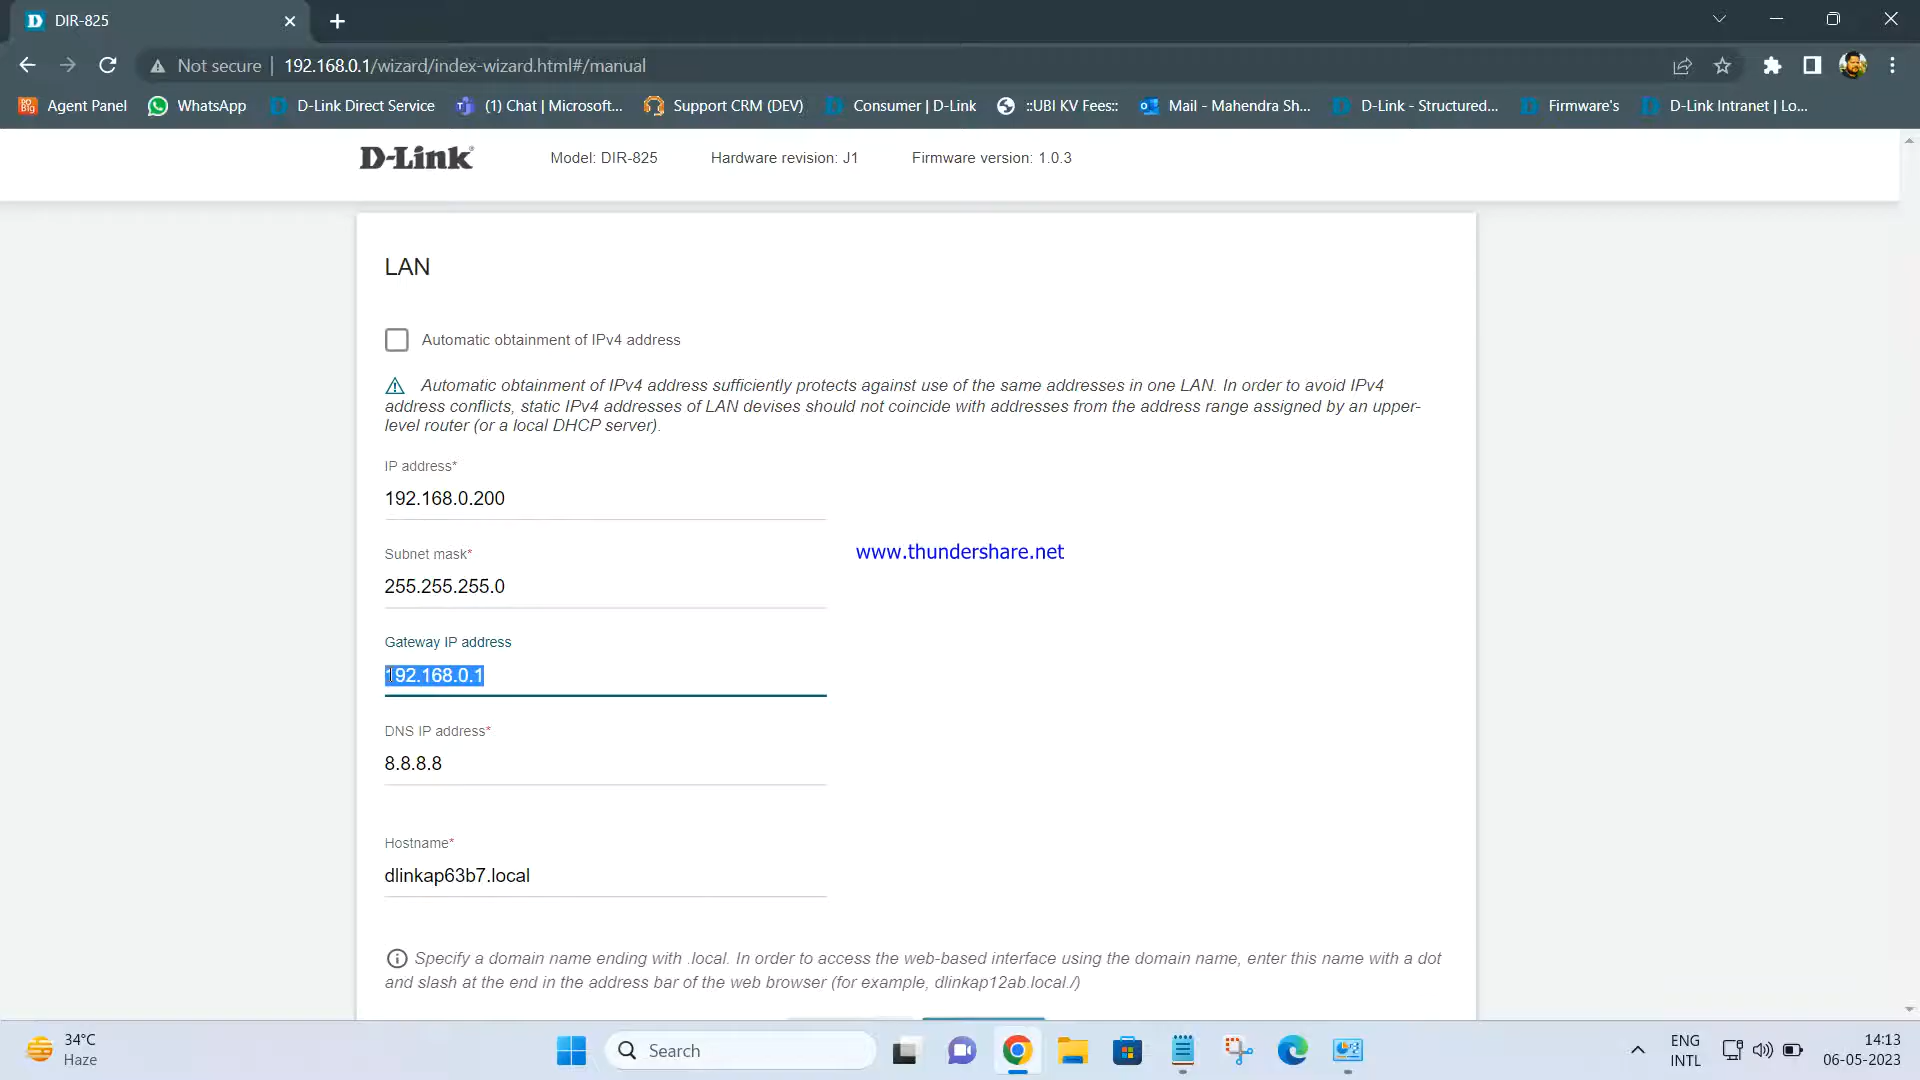 DIR-825
Not secure
192.168.0.1/wizard/index-wizard.html#/manual
Agent Panel
WhatsApp
D-Link Direct Service
(1) Chat | Microsoft...
Support CRM (DEV)
Consumer | D-Link
::UBI KV Fees::
Mail - Mahendra Sh...
D-Link - Structured...
Firmware's
D-Link Intranet | Lo...
D-Link
Model: DIR-825
Hardware revision: J1
Firmware version: 1.0.3
LAN
Automatic obtainment of IPv4 address
Automatic obtainment of IPv4 address sufficiently protects against use of the same addresses in one LAN. In order to avoid IPv4
address conflicts, static IPv4 addresses of LAN devises should not coincide with addresses from the address range assigned by an upper-
level router (or a local DHCP server).
IP address*
192.168.0.200
www.thundershare.net
Subnet mask*
255.255.255.0
Gateway IP address
192.168.0.1
DNS IP address*
8.8.8.8
Hostname*
dlinkap63b7.local
Specify a domain name ending with .local. In order to access the web-based interface using the domain name, enter this name with a dot
and slash at the end in the address bar of the web browser (for example, dlinkap12ab.local./)
34°C
Haze
Search
ENG
INTL
14:13
06-05-2023